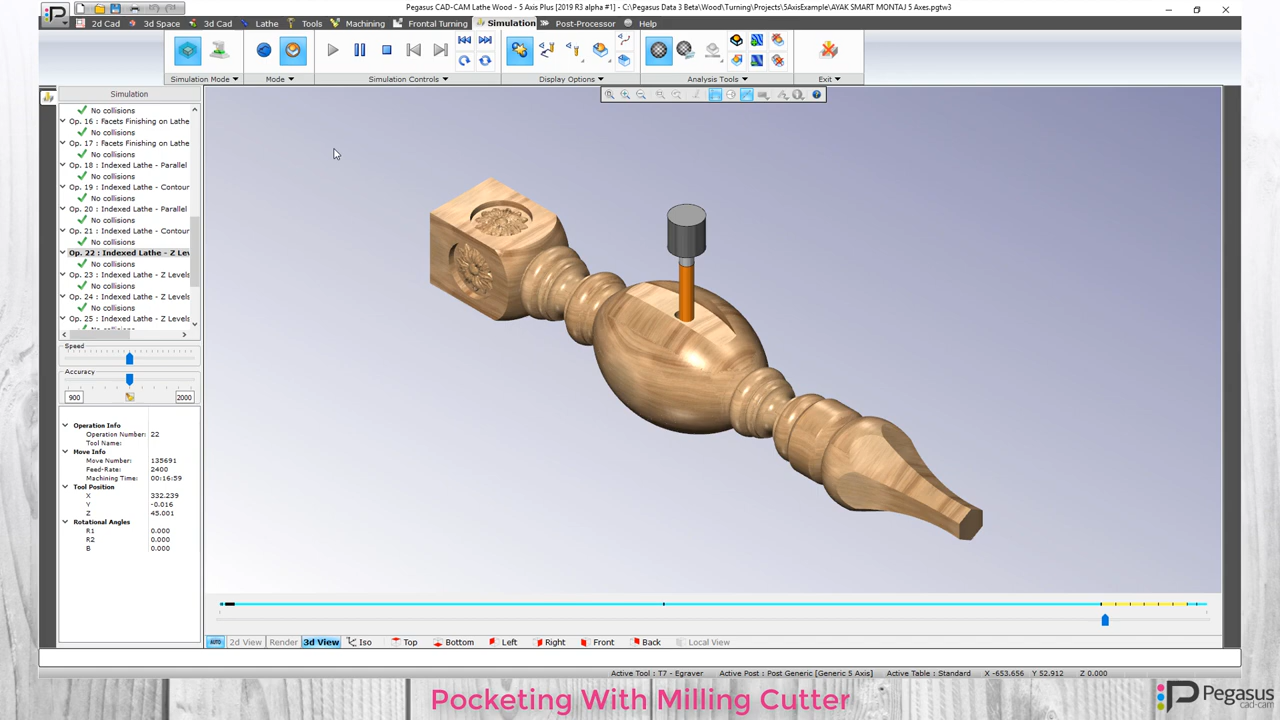 Pegasus CAD-CAM Lathe Wood - 5 Axis Plus [2019 R3 alpha #1] - C:\Pegasus Data 3 Beta\Wood\Turning\Projects\5AxisExample\AYAK SMART MONTAJ 5 Axes.pgtw3
2d Cad 3d Space 3d Cad Lathe Tools Machining Frontal Turning Simulation Post-Processor Help
Simulation Mode Mode Simulation Controls Display Options Analysis Tools Exit
Simulation
No collisions
Op. 16 : Facets Finishing on Lathe
No collisions
Op. 17 : Facets Finishing on Lathe
No collisions
Op. 18 : Indexed Lathe - Parallel
No collisions
Op. 19 : Indexed Lathe - Contour
No collisions
Op. 20 : Indexed Lathe - Parallel
No collisions
Op. 21 : Indexed Lathe - Contour
No collisions
Op. 22 : Indexed Lathe - Z Lev
No collisions
Op. 23 : Indexed Lathe - Z Levels
No collisions
Op. 24 : Indexed Lathe - Z Levels
No collisions
Op. 25 : Indexed Lathe - Z Levels
Speed
Accuracy
900 2000
Operation Info
Operation Number: 22
Tool Name:
Move Info
Move Number: 135691
Feed-Rate: 2400
Machining Time: 00:16:59
Tool Position
X 332.239
Y -0.016
Z 45.001
Rotational Angles
R1 0.000
R2 0.000
B 0.000
AUTO 2d View Render 3d View Iso Top Bottom Left Right Front Back Local View
Active Tool : T7 - Egraver Active Post : Post Generic [Generic 5 Axis] Active Table : Standard X -653.656 Y 52.912 Z 0.000
Pocketing With Milling Cutter
Pegasus
cad-cam